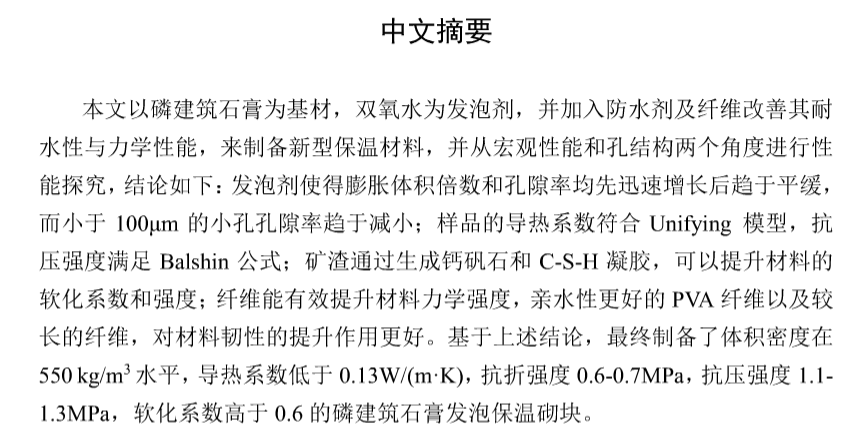 中文摘要
本文以磷建筑石膏为基材，双氧水为发泡剂，并加入防水剂及纤维改善其耐
水性与力学性能，来制备新型保温材料，并从宏观性能和孔结构两个角度进行性
能探究，结论如下：发泡剂使得膨胀体积倍数和孔隙率均先迅速增长后趋于平缓，
而小于 100μm 的小孔孔隙率趋于减小；样品的导热系数符合 Unifying 模型，抗
压强度满足 Balshin 公式；矿渣通过生成钙矾石和 C-S-H 凝胶，可以提升材料的
软化系数和强度；纤维能有效提升材料力学强度，亲水性更好的 PVA 纤维以及较
长的纤维，对材料韧性的提升作用更好。基于上述结论，最终制备了体积密度在
550 kg/m³ 水平，导热系数低于 0.13W/(m·K)，抗折强度 0.6-0.7MPa，抗压强度 1.1-
1.3MPa，软化系数高于 0.6 的磷建筑石膏发泡保温砌块。